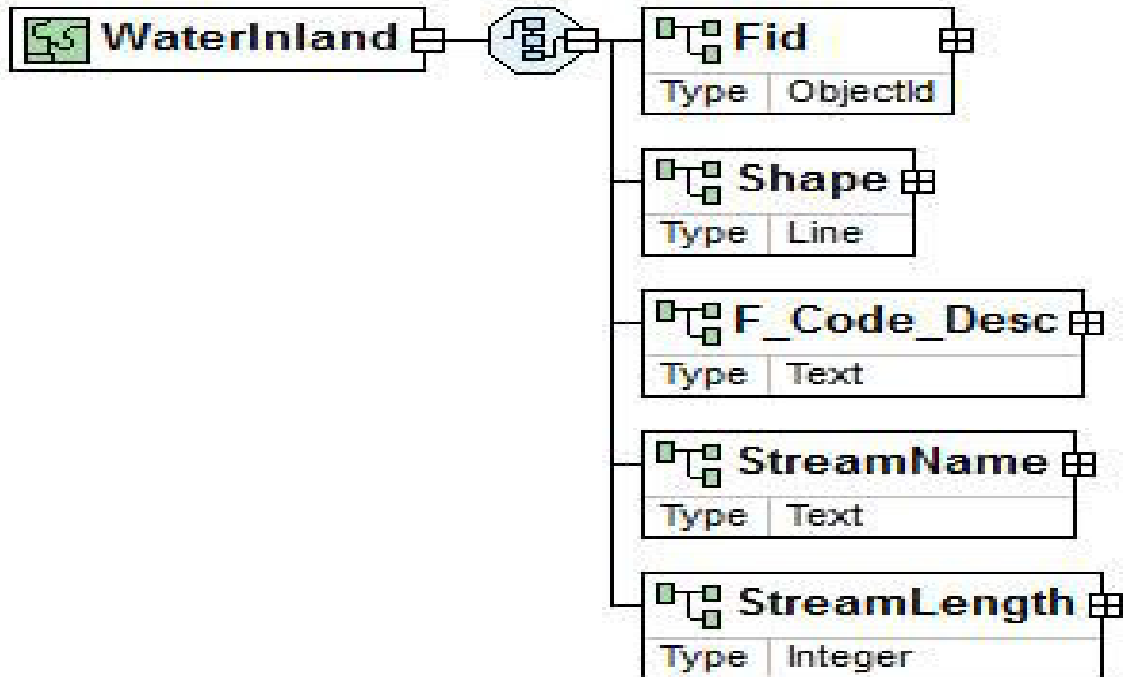 WaterInland
Fid
Type ObjectId
Shape
Type Line
F_Code_Desc
Type Text
StreamName
Type Text
StreamLength
Type Integer